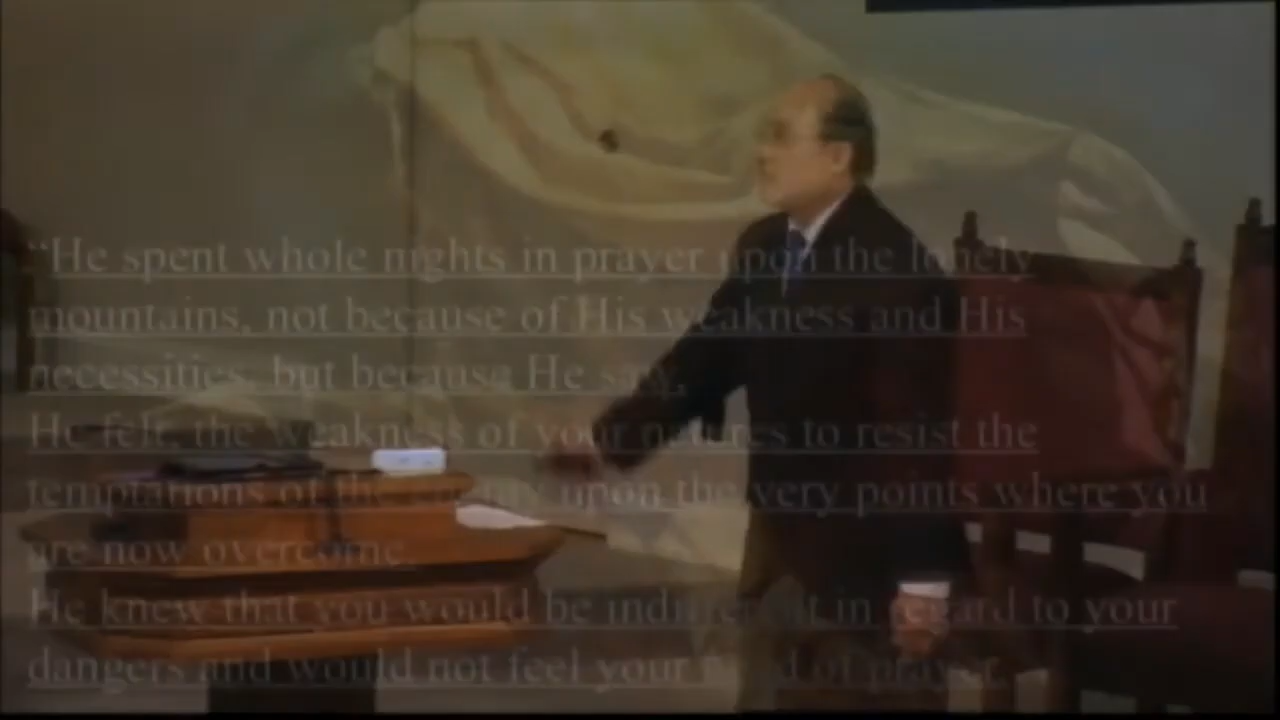 “He spent whole nights in prayer upon the lonely
mountains, not because of His weakness and His
necessities, but because He saw,
He felt, the weakness of your natures to resist the
temptations of the enemy upon the very points where you
are now overcome.
He knew that you would be indifferent in regard to your
dangers and would not feel your need of prayer.